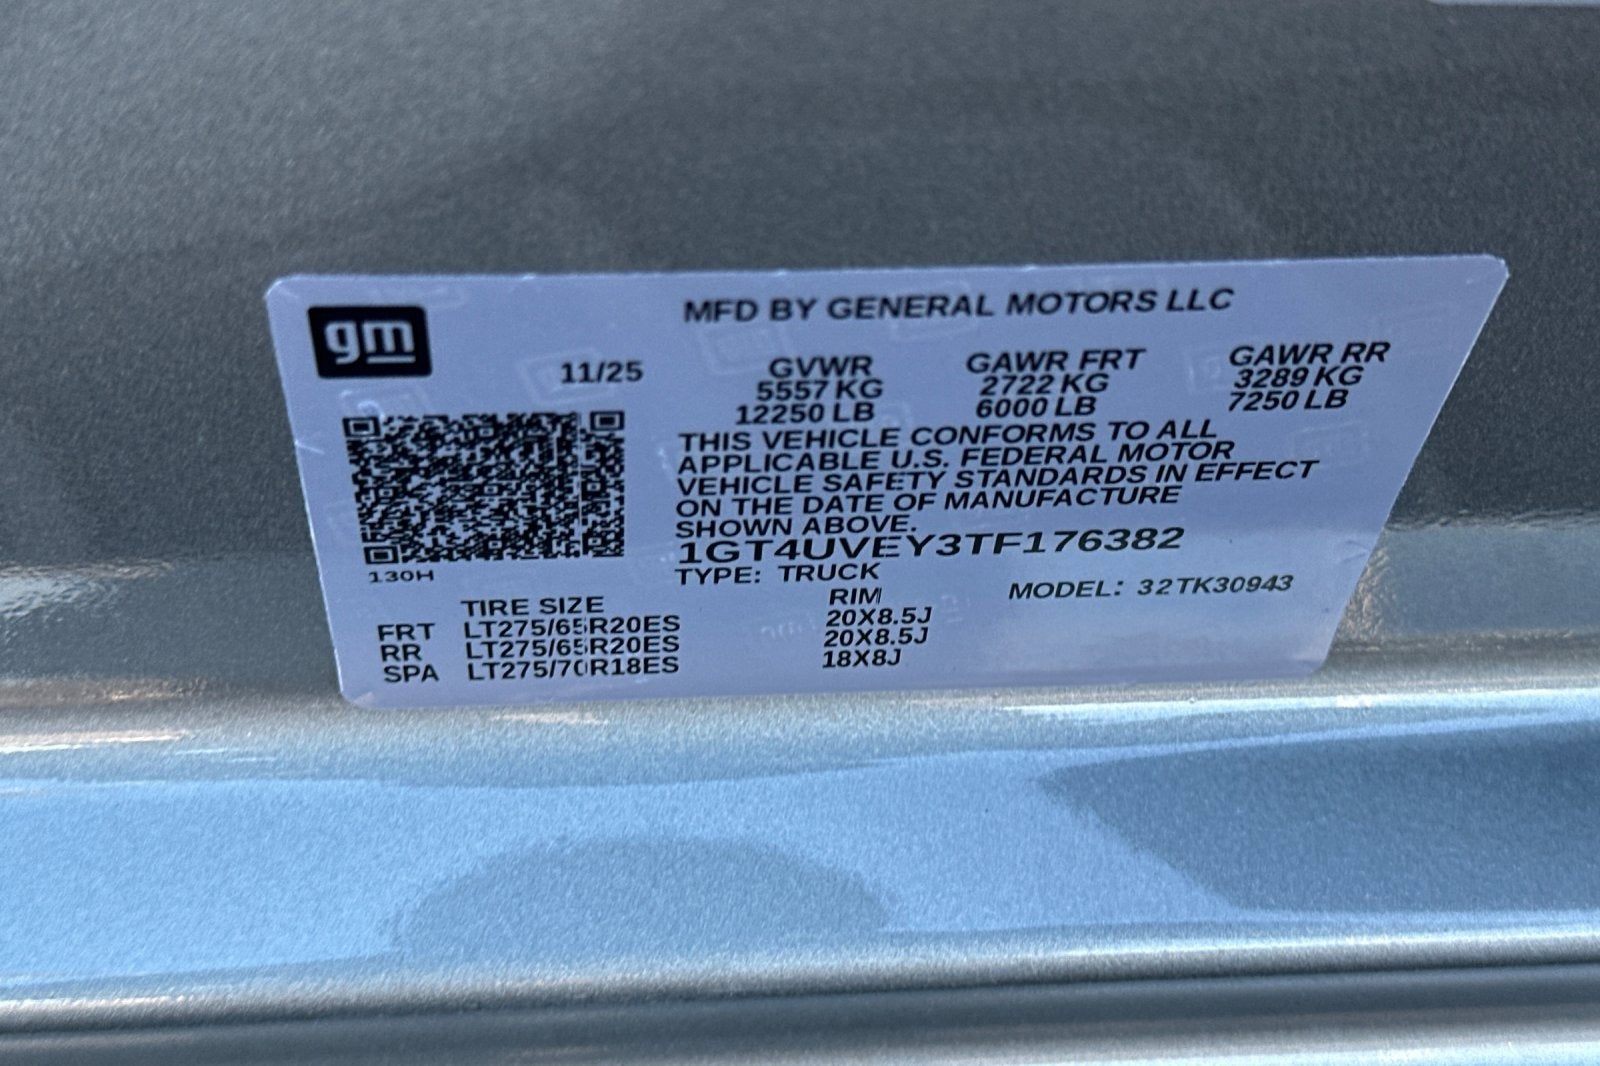 gm
MFD BY GENERAL MOTORS LLC
11/25 GVWR GAWR FRT GAWR RR
5557 KG 2722 KG 3289 KG
12250 LB 6000 LB 7250 LB
THIS VEHICLE CONFORMS TO ALL
APPLICABLE U.S. FEDERAL MOTOR
VEHICLE SAFETY STANDARDS IN EFFECT
ON THE DATE OF MANUFACTURE
SHOWN ABOVE.
1GT4UVEY3TF176382
130H
TYPE: TRUCK MODEL: 32TK30943
TIRE SIZE RIM
FRT LT275/65R20ES 20X8.5J
RR LT275/65R20ES 20X8.5J
SPA LT275/70R18ES 18X8J